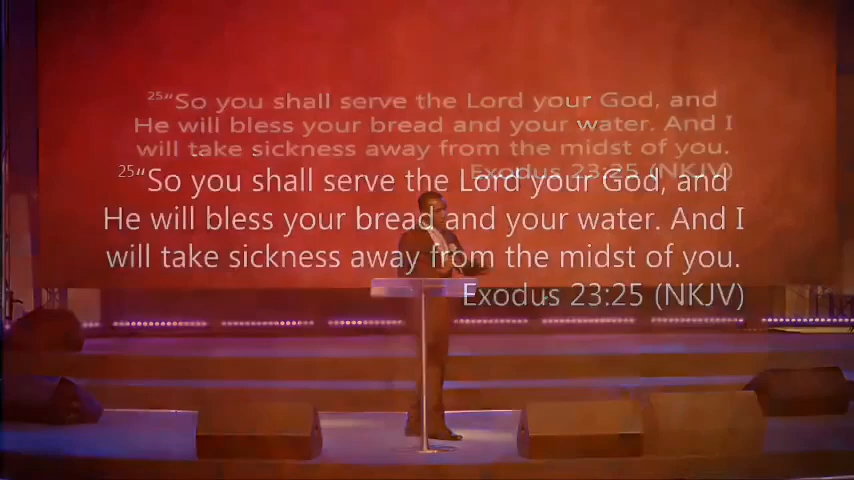 25“So you shall serve the Lord your God, and
He will bless your bread and your water. And I
will take sickness away from the midst of you.
Exodus 23:25 (NKJV)
25“So you shall serve the Lord your God, and
He will bless your bread and your water. And I
will take sickness away from the midst of you.
Exodus 23:25 (NKJV)